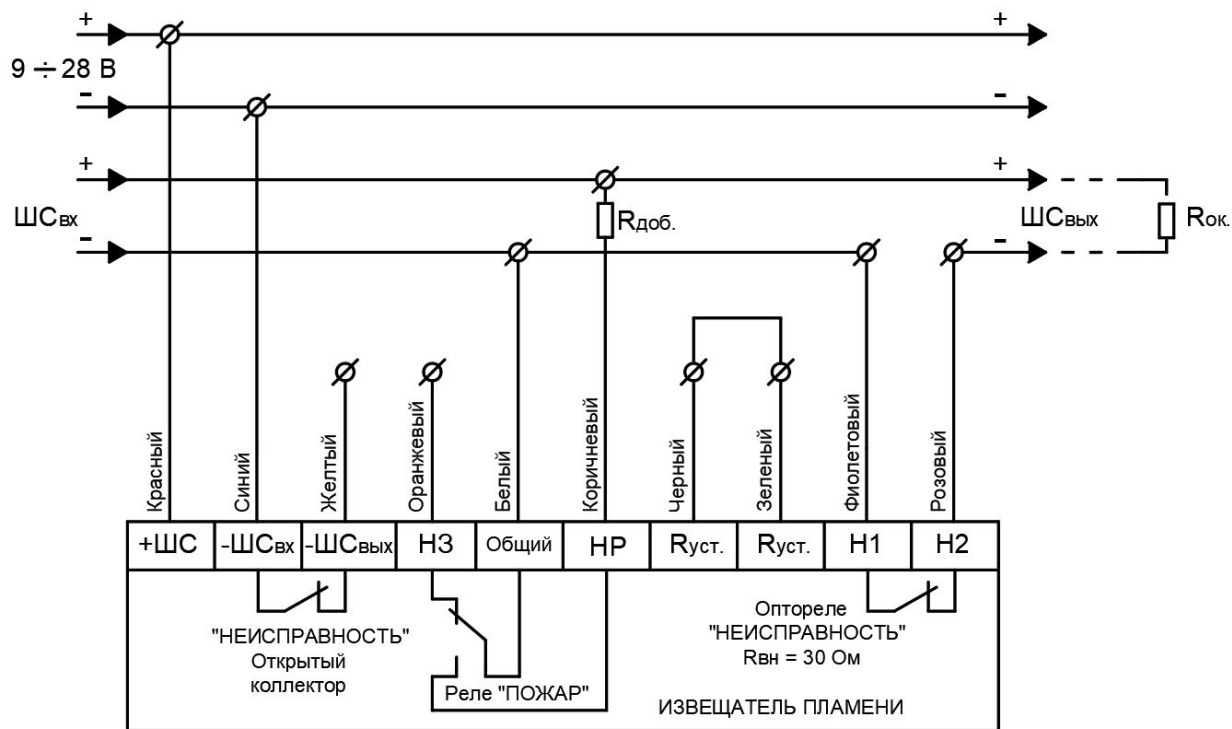 + +
9 ÷ 28 В
- -
+ +
ШСвх Rдоб. ШСвых Rок.
- -
Красный
Синий
Желтый
Оранжевый
Белый
Коричневый
Черный
Зеленый
Фиолетовый
Розовый
+ШС -ШСвх -ШСвых НЗ Общий НР Rуст. Rуст. Н1 Н2
"НЕИСПРАВНОСТЬ"
Открытый
коллектор
Реле "ПОЖАР"
Оптореле
"НЕИСПРАВНОСТЬ"
Rвн = 30 Ом
ИЗВЕЩАТЕЛЬ ПЛАМЕНИ